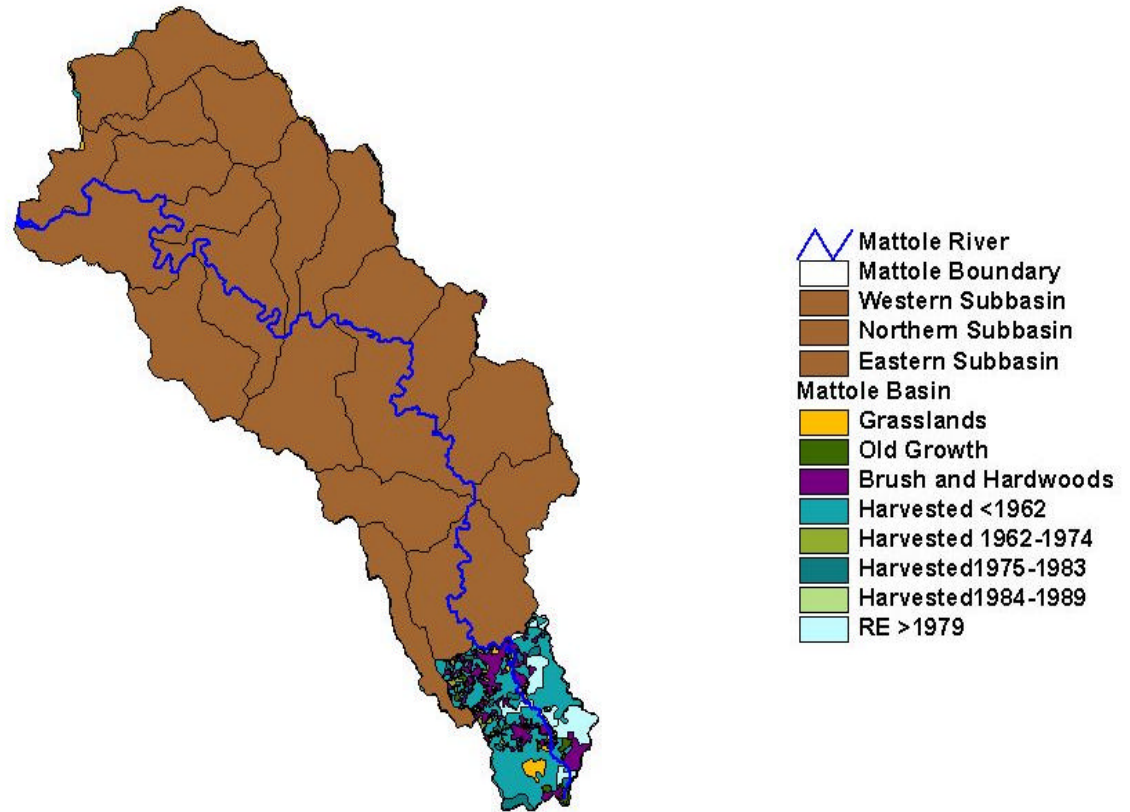 Mattole River
Mattole Boundary
Western Subbasin
Northern Subbasin
Eastern Subbasin
Mattole Basin
Grasslands
Old Growth
Brush and Hardwoods
Harvested <1962
Harvested 1962-1974
Harvested1975-1983
Harvested1984-1989
RE >1979